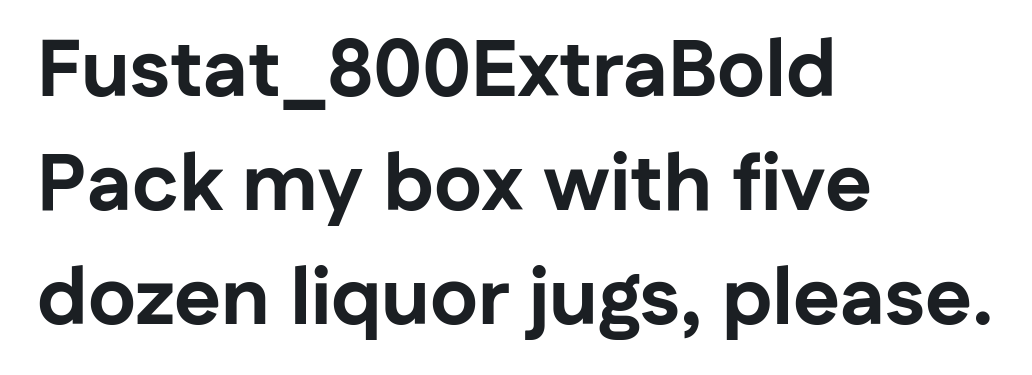 Fustat_800ExtraBold
Pack my box with five
dozen liquor jugs, please.